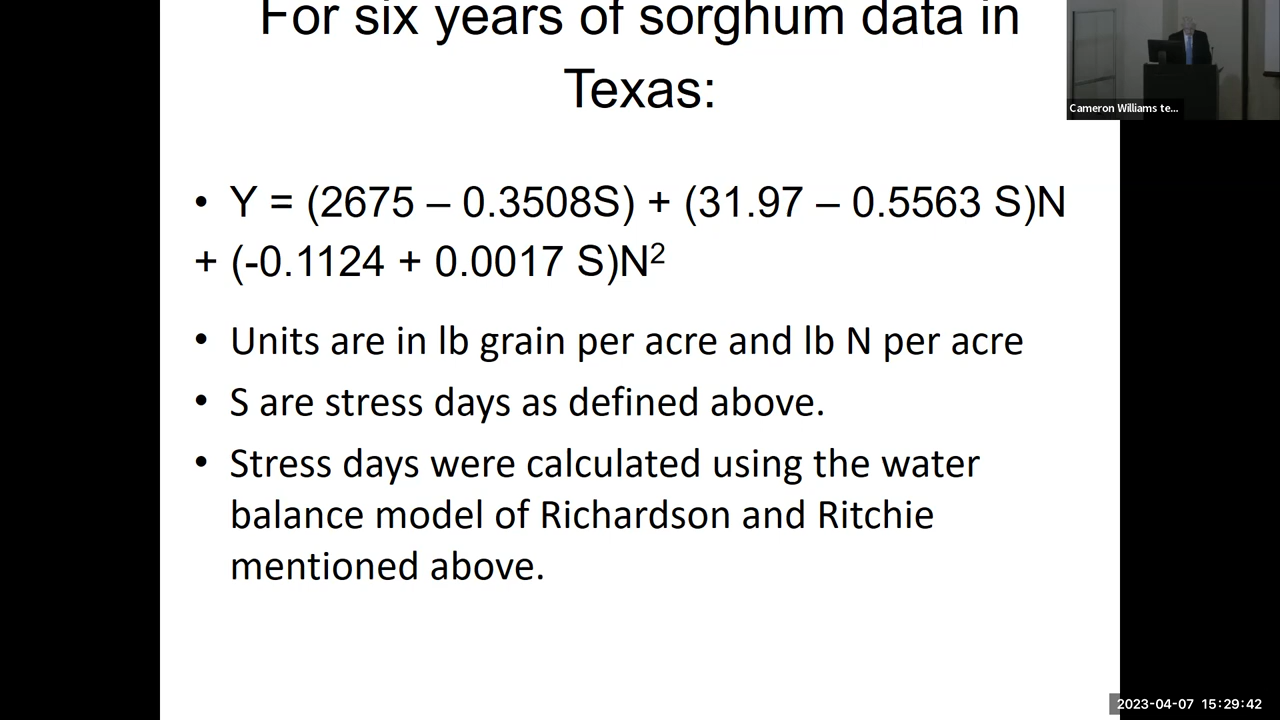 For six years of sorghum data in
Texas:
Cameron Williams te...
• Y = (2675 – 0.3508S) + (31.97 – 0.5563 S)N
+ (-0.1124 + 0.0017 S)N²
• Units are in lb grain per acre and lb N per acre
• S are stress days as defined above.
• Stress days were calculated using the water
balance model of Richardson and Ritchie
mentioned above.
2023-04-07 15:29:42